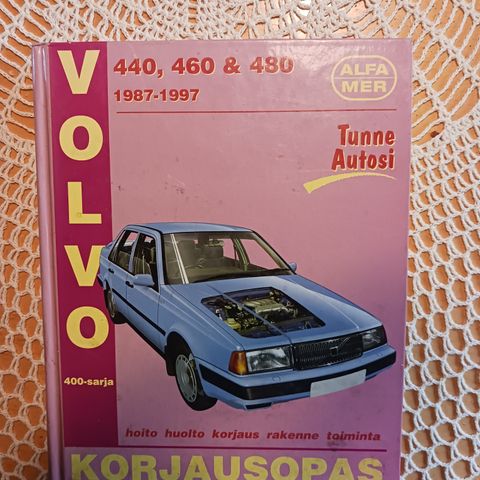 VOLVO
440, 460 & 480
1987-1997
ALFA
MER
Tunne
Autosi
400-sarja
hoito huolto korjaus rakenne toiminta
KORJAUSOPAS